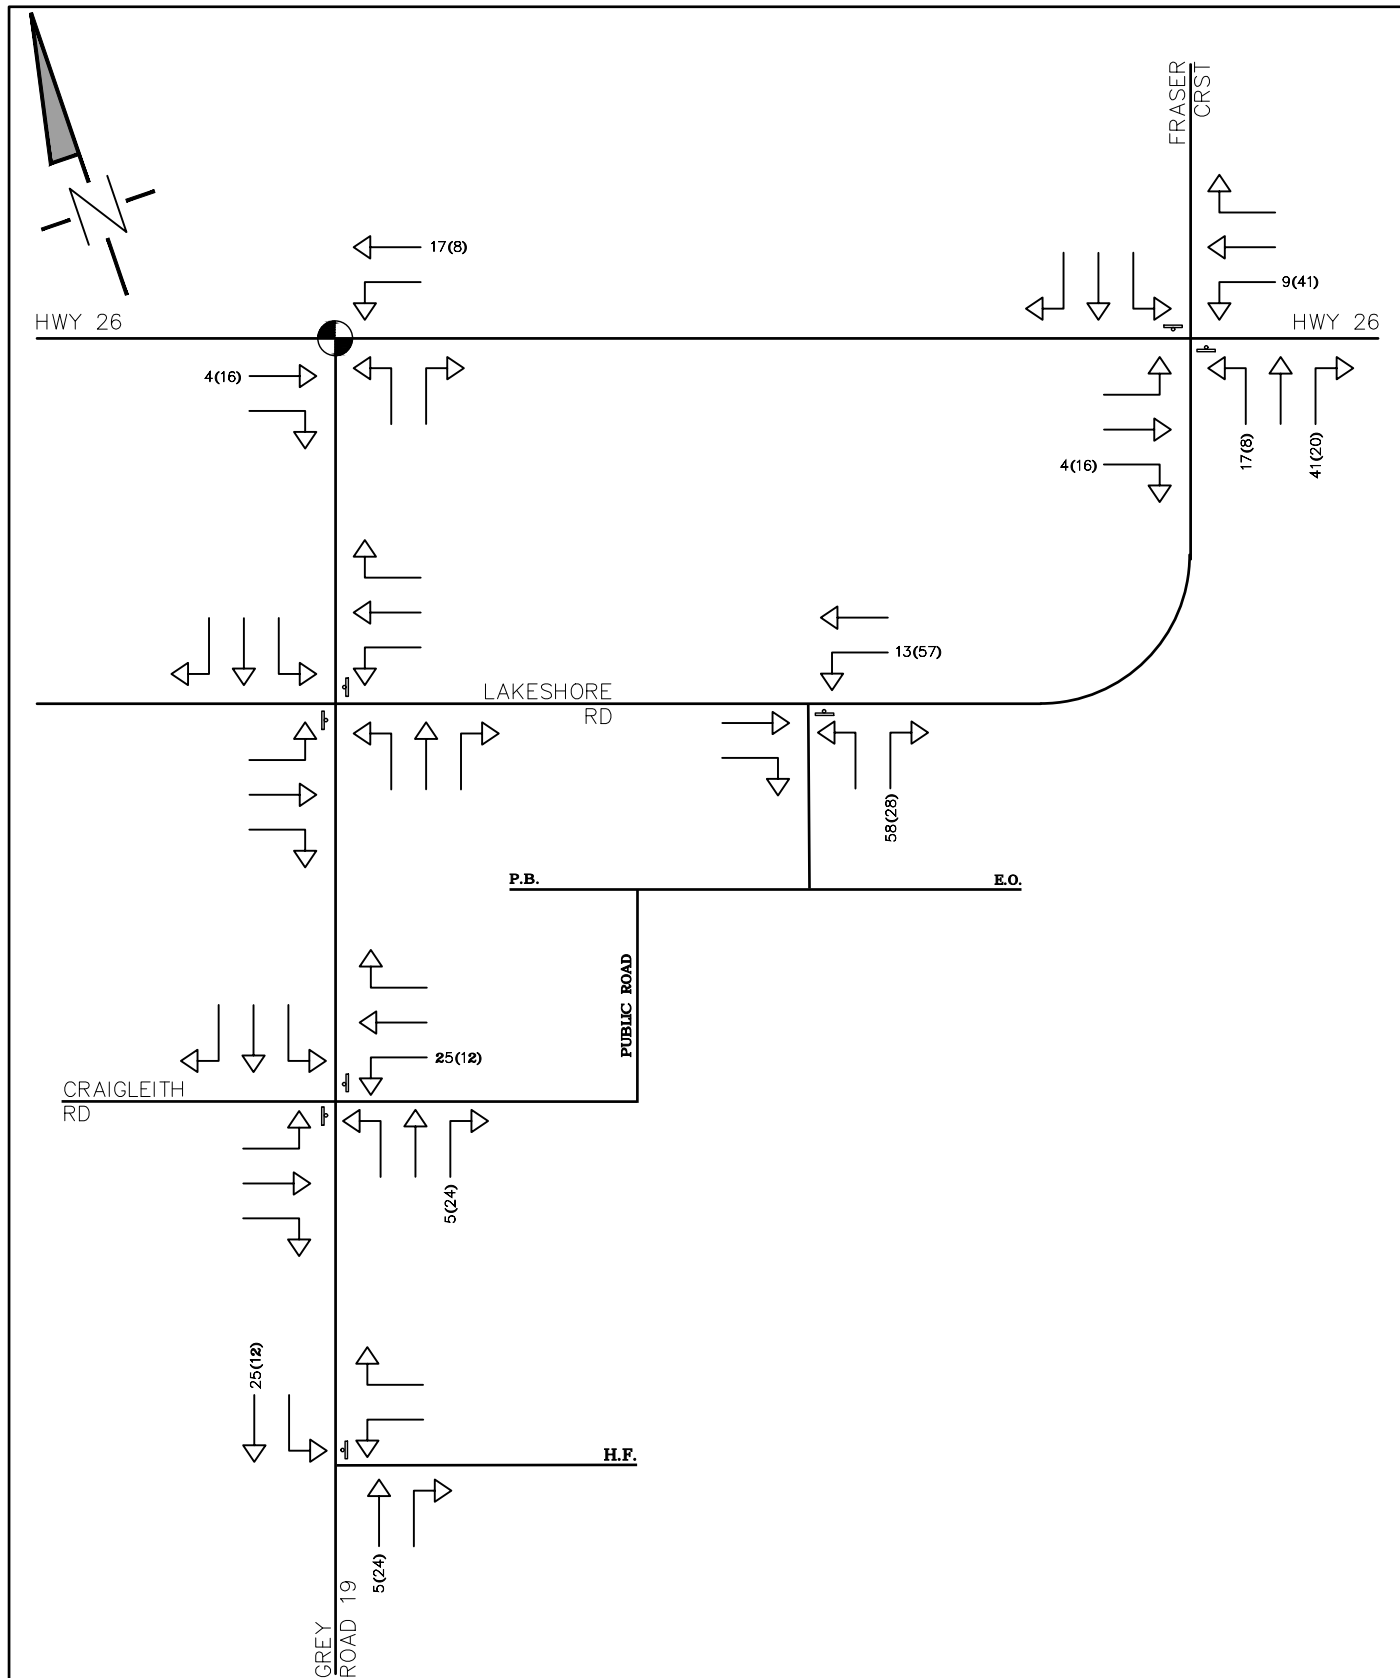 FRASER
CRST
17(8)
9(41)
HWY 26
HWY 26
4(16)
4(16)
17(8)
41(20)
13(57)
LAKESHORE
RD
58(28)
P.B.
E.O.
PUBLIC ROAD
25(12)
CRAIGLEITH
RD
5(24)
25(12)
H.F.
5(24)
GREY
ROAD 19
N